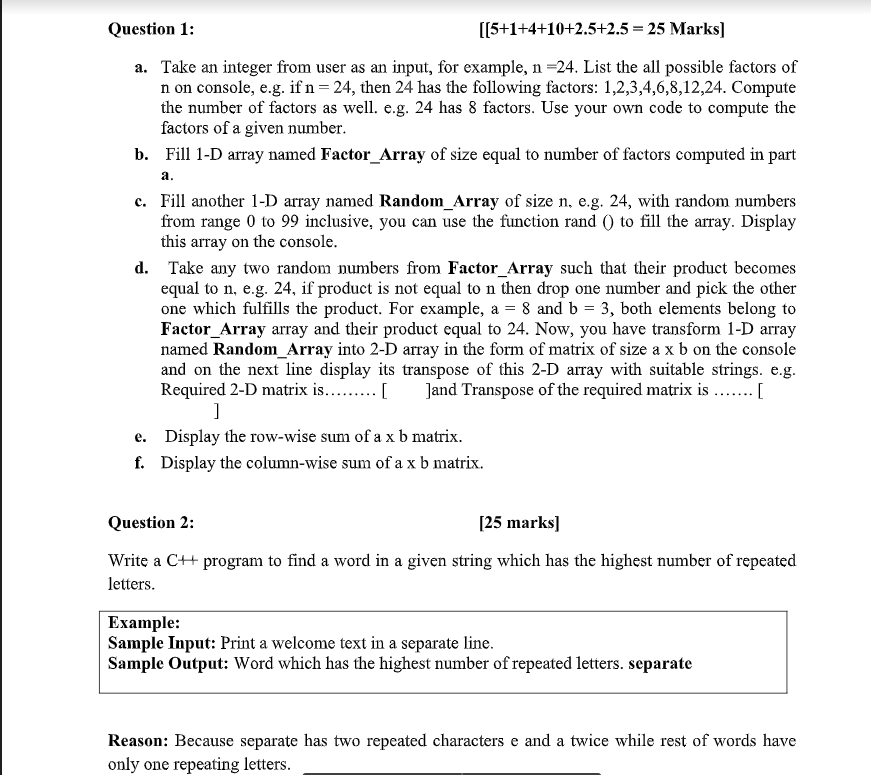 Question 1: [[5+1+4+10+2.5+2.5 = 25 Marks]
a. Take an integer from user as an input, for example, n =24. List the all possible factors of
n on console, e.g. if n = 24, then 24 has the following factors: 1,2,3,4,6,8,12,24. Compute
the number of factors as well. e.g. 24 has 8 factors. Use your own code to compute the
factors of a given number.
b. Fill 1-D array named Factor_Array of size equal to number of factors computed in part
a.
c. Fill another 1-D array named Random_Array of size n, e.g. 24, with random numbers
from range 0 to 99 inclusive, you can use the function rand () to fill the array. Display
this array on the console.
d. Take any two random numbers from Factor_Array such that their product becomes
equal to n, e.g. 24, if product is not equal to n then drop one number and pick the other
one which fulfills the product. For example, a = 8 and b = 3, both elements belong to
Factor_Array array and their product equal to 24. Now, you have transform 1-D array
named Random_Array into 2-D array in the form of matrix of size a x b on the console
and on the next line display its transpose of this 2-D array with suitable strings. e.g.
Required 2-D matrix is......... [ ]and Transpose of the required matrix is ....... [
]
e. Display the row-wise sum of a x b matrix.
f. Display the column-wise sum of a x b matrix.
Question 2: [25 marks]
Write a C++ program to find a word in a given string which has the highest number of repeated
letters.
Example:
Sample Input: Print a welcome text in a separate line.
Sample Output: Word which has the highest number of repeated letters. separate
Reason: Because separate has two repeated characters e and a twice while rest of words have
only one repeating letters.